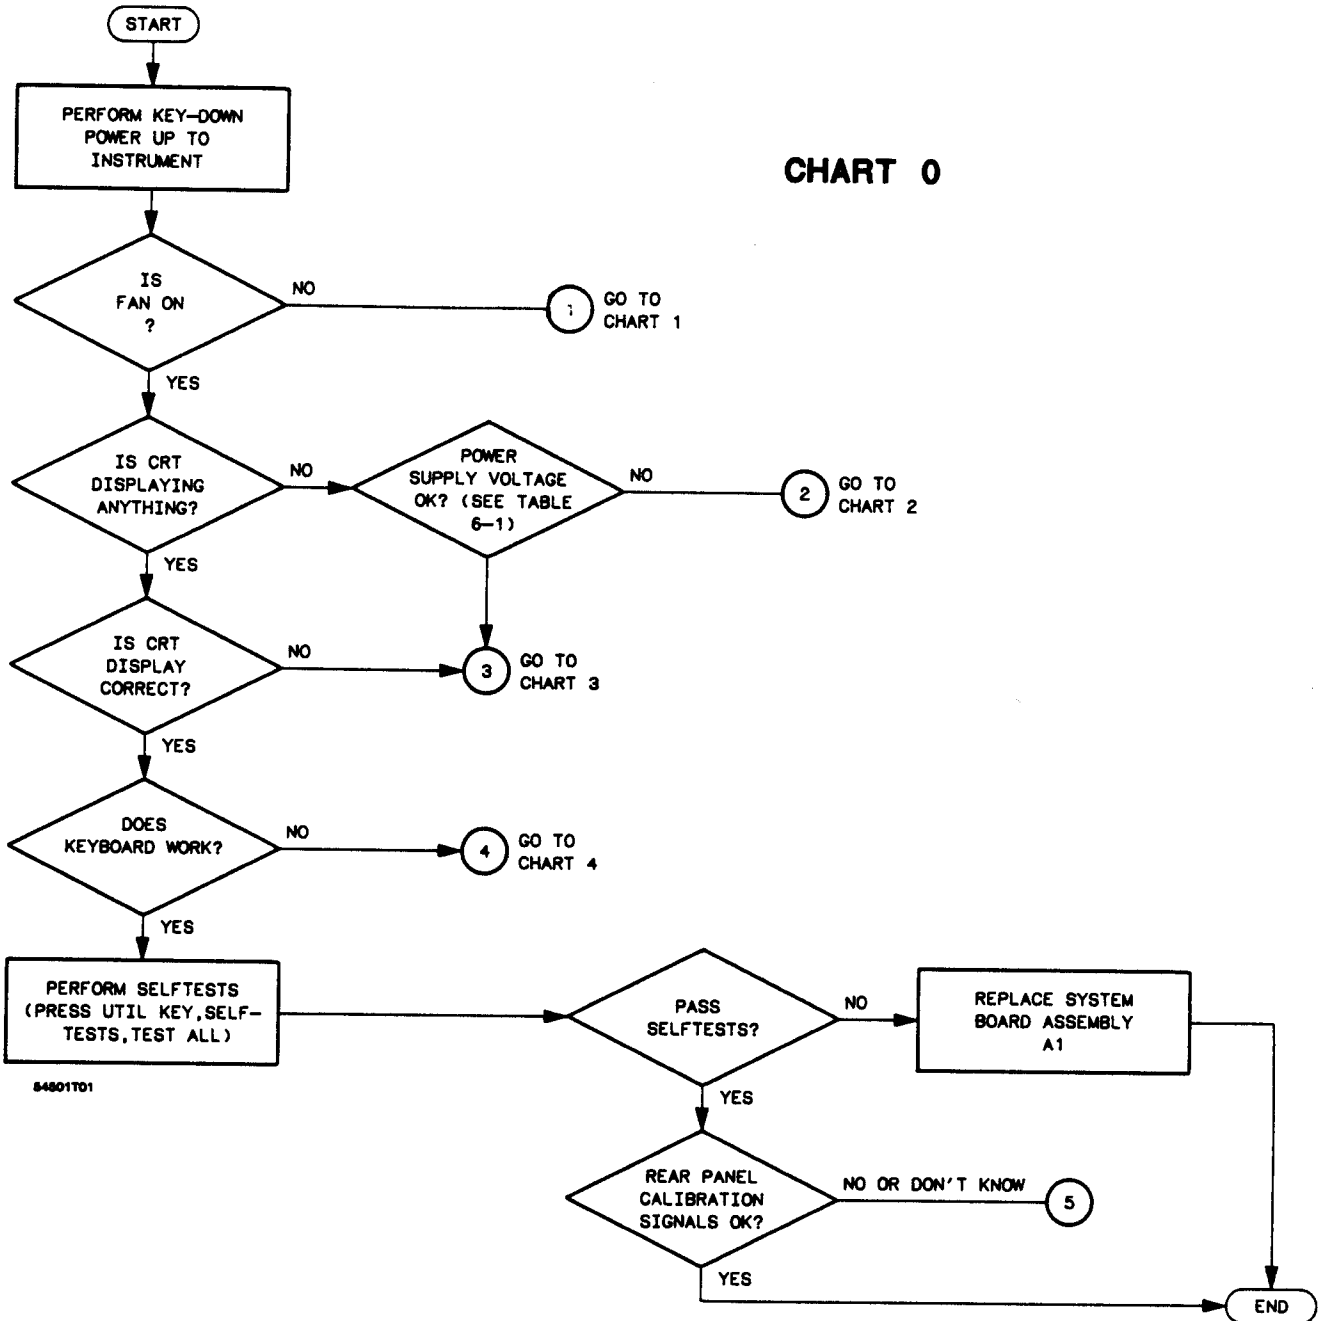 START
PERFORM KEY-DOWN
POWER UP TO
INSTRUMENT
CHART 0
IS
FAN ON
?
NO
1
GO TO
CHART 1
YES
IS CRT
DISPLAYING
ANYTHING?
NO
POWER
SUPPLY VOLTAGE
OK? (SEE TABLE
6-1)
NO
2
GO TO
CHART 2
YES
IS CRT
DISPLAY
CORRECT?
NO
3
GO TO
CHART 3
YES
DOES
KEYBOARD WORK?
NO
4
GO TO
CHART 4
YES
PERFORM SELFTESTS
(PRESS UTIL KEY,SELF-
TESTS,TEST ALL)
54501T01
PASS
SELFTESTS?
NO
REPLACE SYSTEM
BOARD ASSEMBLY
A1
YES
REAR PANEL
CALIBRATION
SIGNALS OK?
NO OR DON'T KNOW
5
YES
END